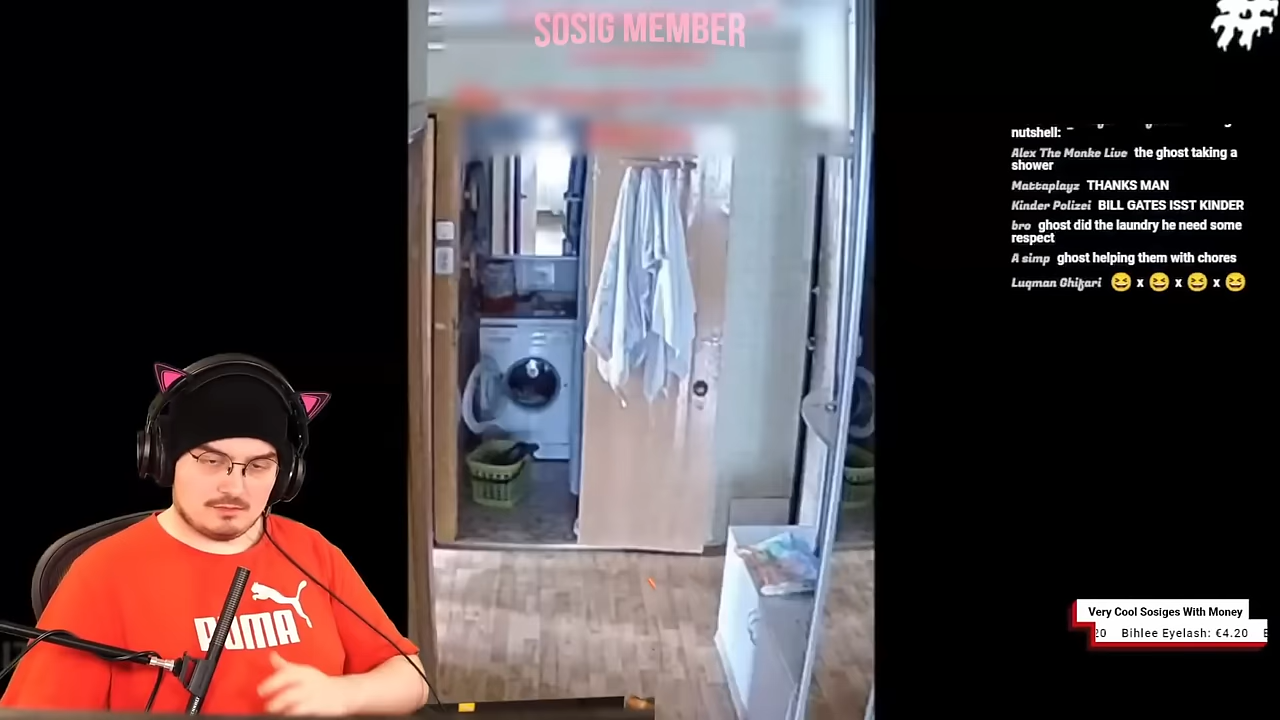 SOSIG MEMBER
nutshell:
Alex The Monke Live the ghost taking a
shower
Mattaplayz THANKS MAN
Kinder Polizei BILL GATES ISST KINDER
bro ghost did the laundry he need some
respect
A simp ghost helping them with chores
Luqman Ghifari 😆 x 😆 x 😆 x 😆
PUMA
Very Cool Sosiges With Money
20 Bihlee Eyelash: €4.20